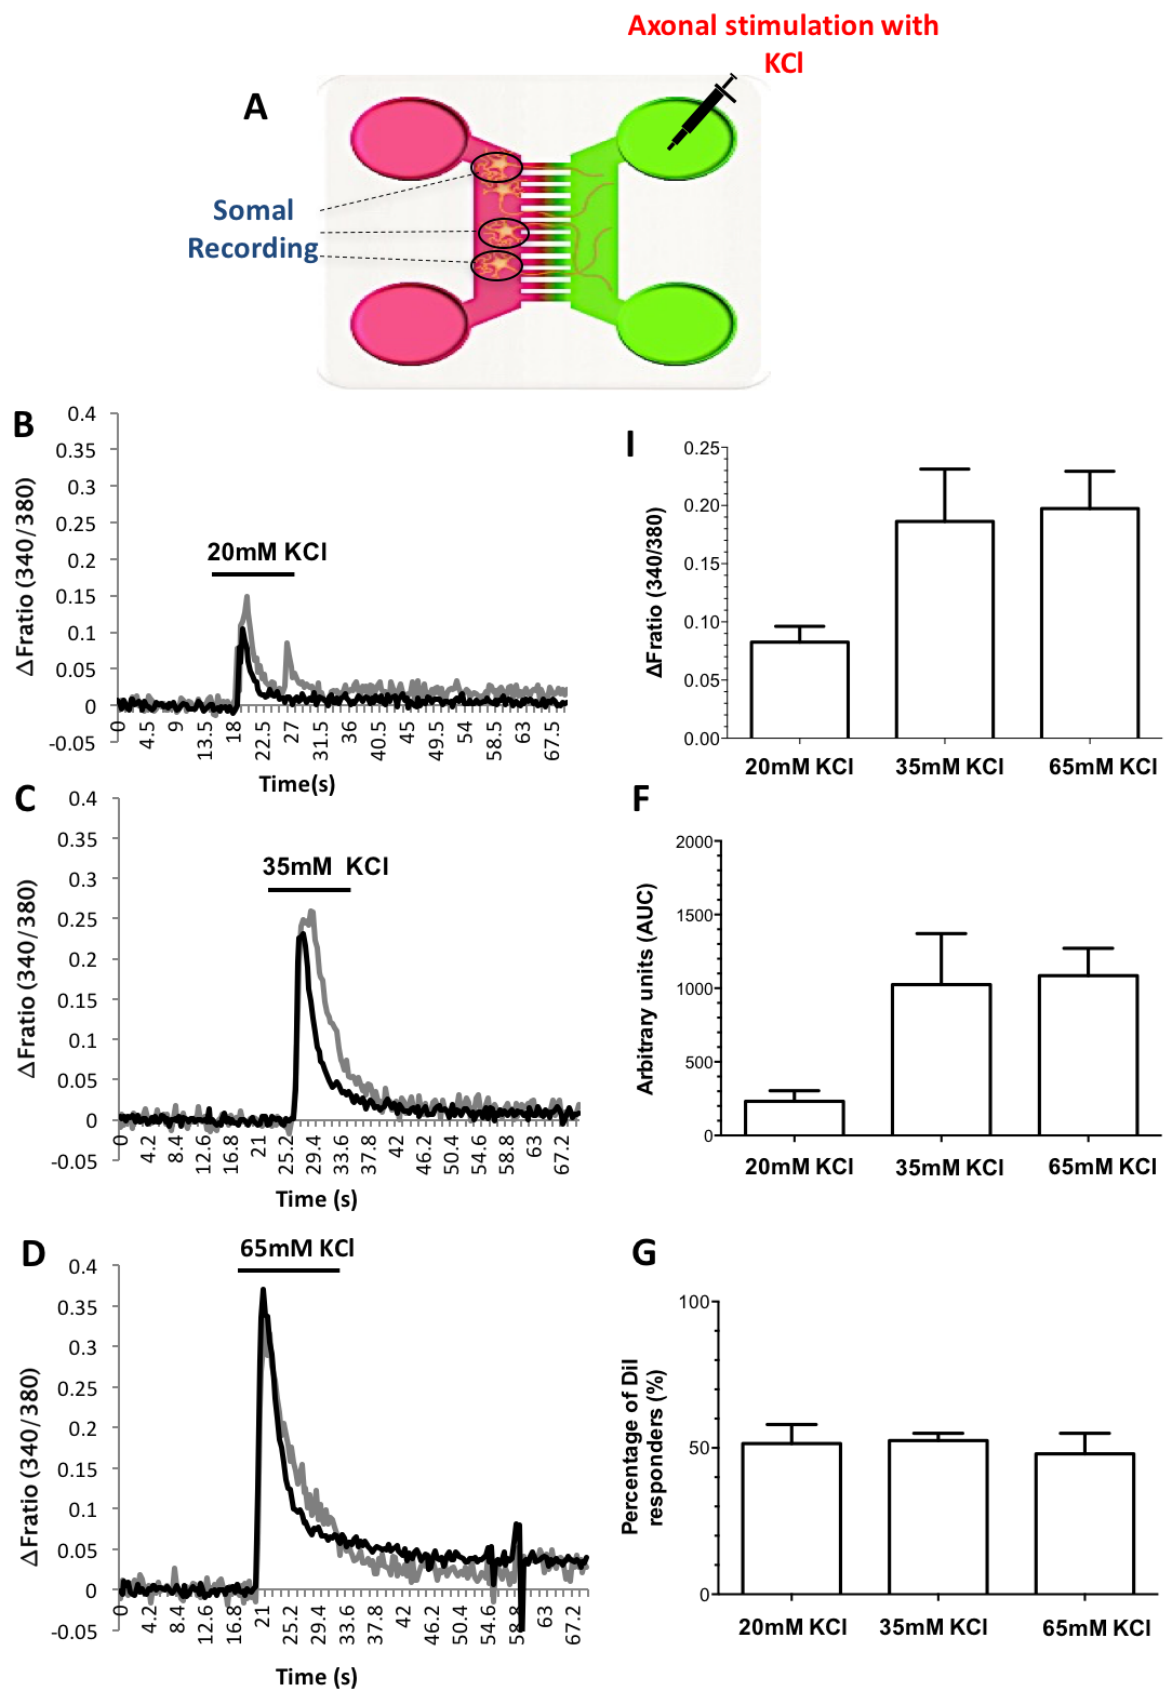 Axonal stimulation with
KCl
A
Somal
Recording
B
0.4
0.35
0.3
0.25
0.2
0.15
0.1
0.05
0
-0.05
ΔFratio (340/380)
20mM KCl
0 4.5 9 13.5 18 22.5 27 31.5 36 40.5 45 49.5 54 58.5 63 67.5
Time(s)
I
0.25
0.20
0.15
0.10
0.05
0.00
ΔFratio (340/380)
20mM KCl 35mM KCl 65mM KCl
C
0.4
0.35
0.3
0.25
0.2
0.15
0.1
0.05
0
-0.05
ΔFratio (340/380)
35mM KCl
0 4.2 8.4 12.6 16.8 21 25.2 29.4 33.6 37.8 42 46.2 50.4 54.6 58.8 63 67.2
Time (s)
F
2000
1500
1000
500
0
Arbitrary units (AUC)
20mM KCl 35mM KCl 65mM KCl
D
0.4
0.35
0.3
0.25
0.2
0.15
0.1
0.05
0
-0.05
ΔFratio (340/380)
65mM KCl
0 4.2 8.4 12.6 16.8 21 25.2 29.4 33.6 37.8 42 46.2 50.4 54.6 58.8 63 67.2
Time (s)
G
100
50
0
Percentage of DiI
responders (%)
20mM KCl 35mM KCl 65mM KCl